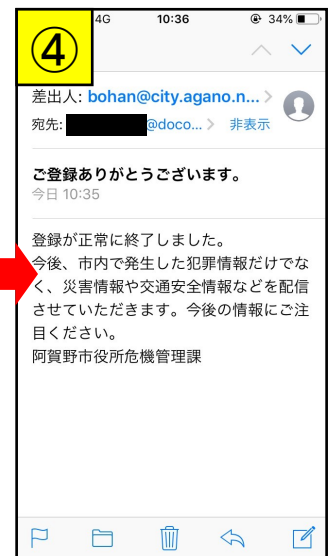 ④
4G 10:36 34%
差出人: bohan@city.agano.n...
宛先: @doco... 非表示
ご登録ありがとうございます。
今日 10:35
登録が正常に終了しました。
今後、市内で発生した犯罪情報だけでな
く、災害情報や交通安全情報などを配信
させていただきます。今後の情報にご注
目ください。
阿賀野市役所危機管理課